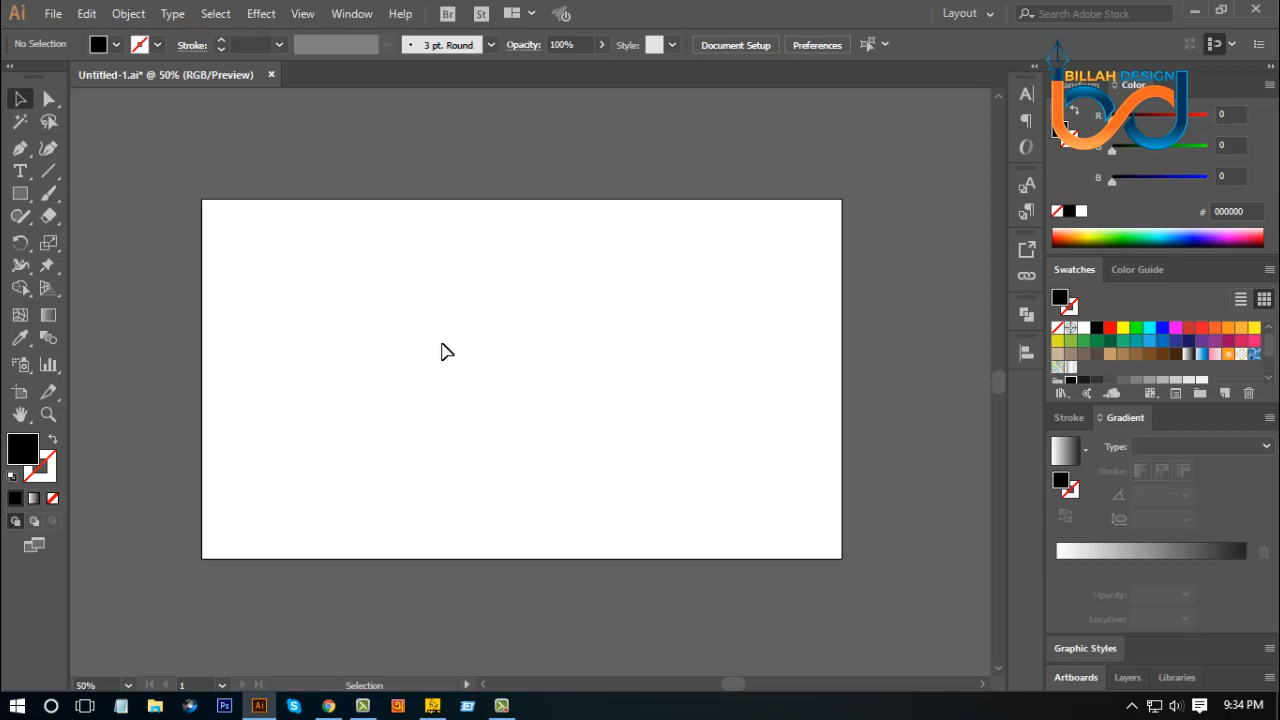 Ai File Edit Object Type Select Effect View Window Help Br St Layout Search Adobe Stock
No Selection Stroke: 3 pt. Round Opacity: 100% Style: Document Setup Preferences
Untitled-1.ai* @ 50% (RGB/Preview)
BILLAH DESIGN
Color
R 0
0
B 0
# 000000
Swatches Color Guide
Stroke Gradient
Type:
Stroke:
Opacity:
Location:
Graphic Styles
Artboards Layers Libraries
50% 1 Selection
Ps Ai 9:34 PM